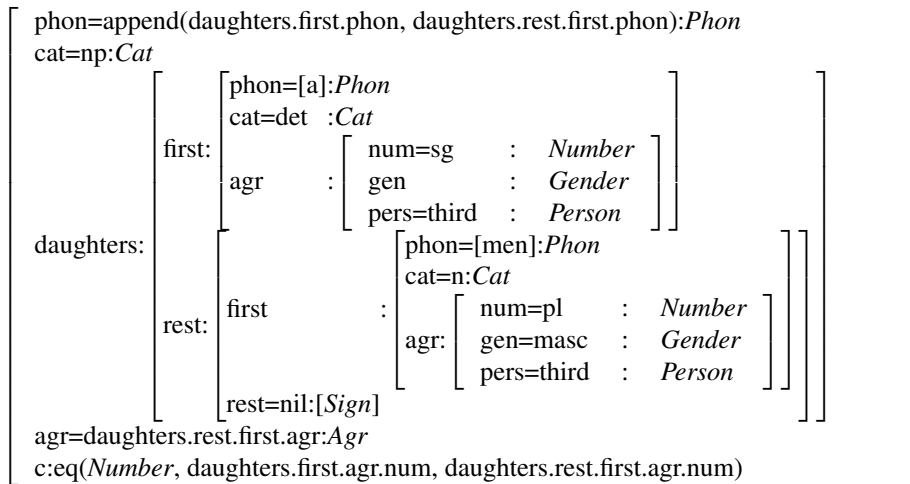 phon=append(daughters.first.phon, daughters.rest.first.phon):Phon
cat=np:Cat
phon=[a]:Phon
cat=det :Cat
first:
num=sg : Number
agr : gen : Gender
pers=third : Person
daughters:
phon=[men]:Phon
cat=n:Cat
first :
num=pl : Number
rest:
agr: gen=masc : Gender
pers=third : Person
rest=nil:[Sign]
agr=daughters.rest.first.agr:Agr
c:eq(Number, daughters.first.agr.num, daughters.rest.first.agr.num)